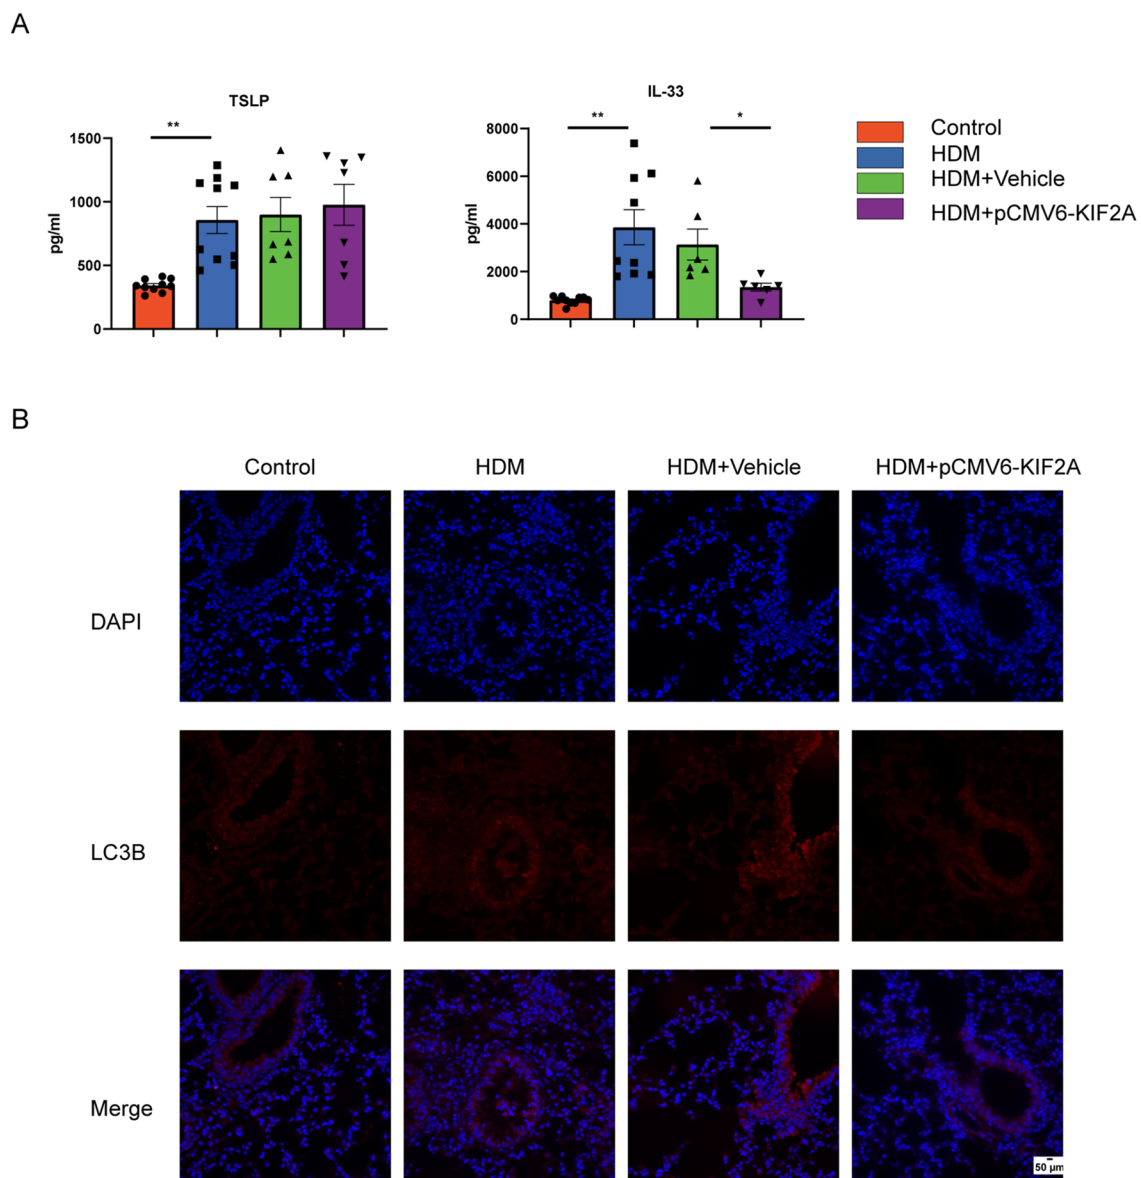 A
TSLP
**
pg/ml
1500
1000
500
0
IL-33
**
*
pg/ml
8000
6000
4000
2000
0
Control
HDM
HDM+Vehicle
HDM+pCMV6-KIF2A
B
Control HDM HDM+Vehicle HDM+pCMV6-KIF2A
DAPI
LC3B
Merge
50 μm